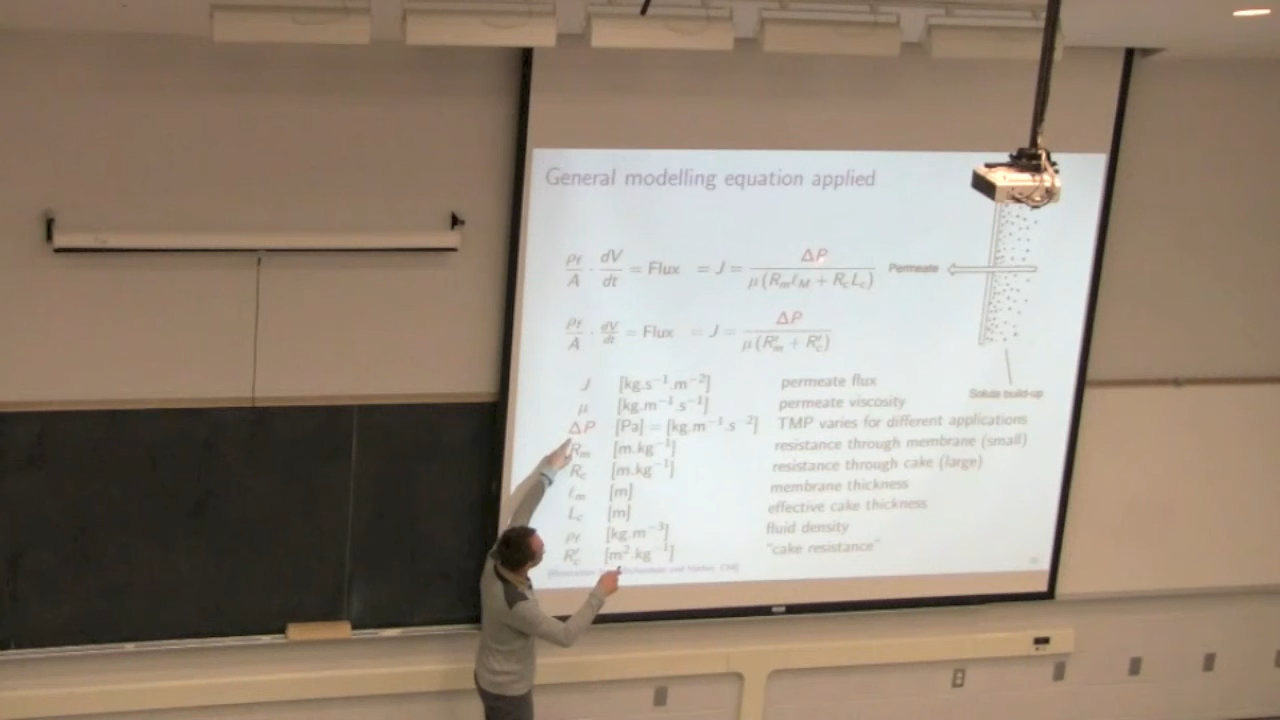 General modelling equation applied
ρf/A · dV/dt = Flux = J = ΔP / μ(RmℓM + RcLc)
Permeate
ρf/A · dV/dt = Flux = J = ΔP / μ(R′m + R′c)
Solute build-up
J [kg.s⁻¹.m⁻²] permeate flux
μ [kg.m⁻¹.s⁻¹] permeate viscosity
ΔP [Pa] = [kg.m⁻¹.s⁻²] TMP varies for different applications
Rm [m.kg⁻¹] resistance through membrane (small)
Rc [m.kg⁻¹] resistance through cake (large)
ℓm [m] membrane thickness
Lc [m] effective cake thickness
ρf [kg.m⁻³] fluid density
R′c [m².kg⁻¹] "cake resistance"
Richardson and Harker,